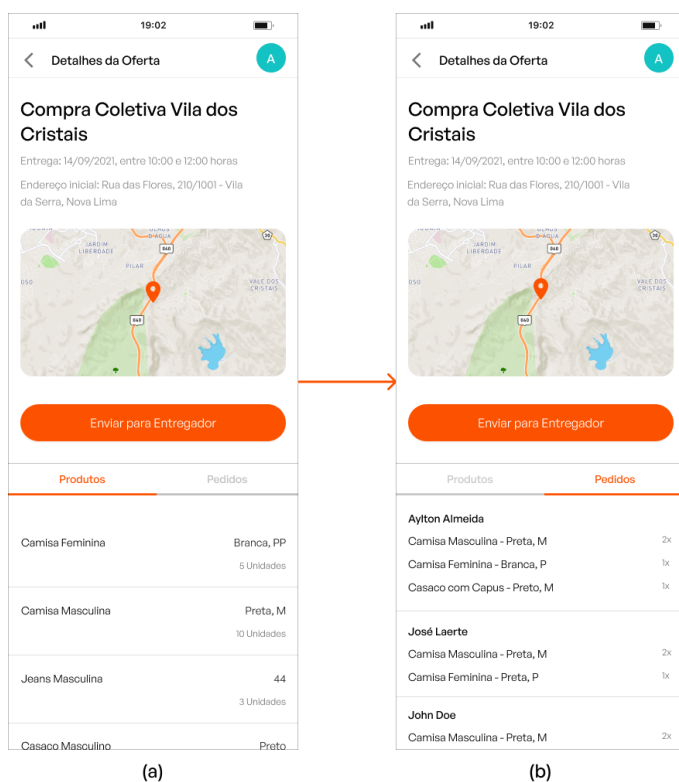 19:02
Detalhes da Oferta
A
Compra Coletiva Vila dos
Cristais
Entrega: 14/09/2021, entre 10:00 e 12:00 horas
Endereço inicial: Rua das Flores, 210/1001 - Vila
da Serra, Nova Lima
D'ÁGUA
JARDIM
LIBERDADE
040
PILAR
VALE DOS
CRISTAIS
040
Enviar para Entregador
Produtos
Pedidos
Camisa Feminina
Branca, PP
5 Unidades
Camisa Masculina
Preta, M
10 Unidades
Jeans Masculina
44
3 Unidades
Casaco Masculino
Preto
(a)
19:02
Detalhes da Oferta
A
Compra Coletiva Vila dos
Cristais
Entrega: 14/09/2021, entre 10:00 e 12:00 horas
Endereço inicial: Rua das Flores, 210/1001 - Vila
da Serra, Nova Lima
D'ÁGUA
JARDIM
LIBERDADE
040
PILAR
VALE DOS
CRISTAIS
040
Enviar para Entregador
Produtos
Pedidos
Aylton Almeida
Camisa Masculina - Preta, M 2x
Camisa Feminina - Branca, P 1x
Casaco com Capus - Preto, M 1x
José Laerte
Camisa Masculina - Preta, M 2x
Camisa Feminina - Preta, P 1x
John Doe
Camisa Masculina - Preta, M 2x
(b)